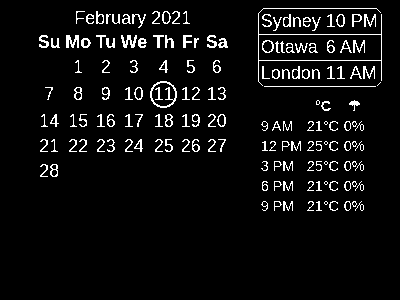 February 2021
Su Mo Tu We Th Fr Sa
1 2 3 4 5 6
7 8 9 10 11 12 13
14 15 16 17 18 19 20
21 22 23 24 25 26 27
28
Sydney 10 PM
Ottawa 6 AM
London 11 AM
°C
9 AM 21°C 0%
12 PM 25°C 0%
3 PM 25°C 0%
6 PM 21°C 0%
9 PM 21°C 0%